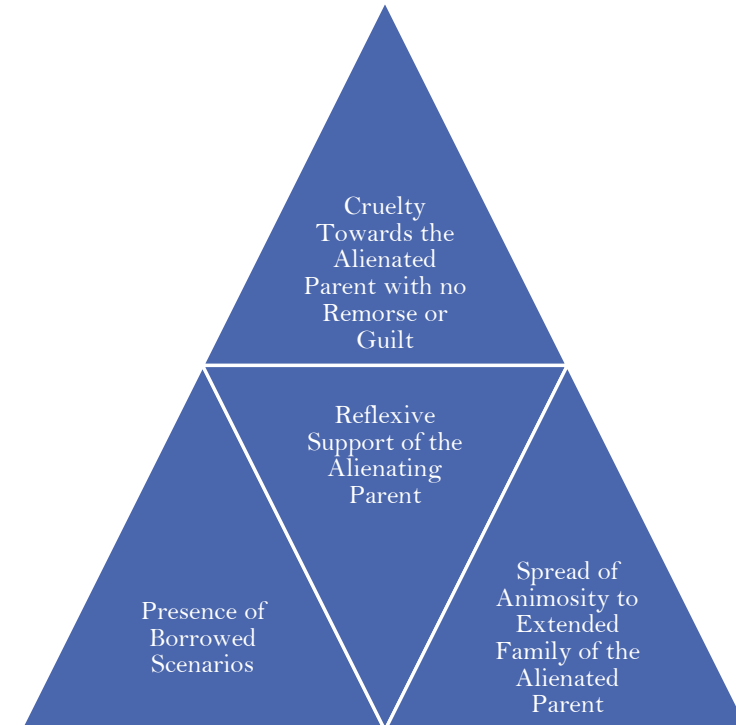 Cruelty
Towards the
Alienated
Parent with no
Remorse or
Guilt
Reflexive
Support of the
Alienating
Parent
Presence of
Borrowed
Scenarios
Spread of
Animosity to
Extended
Family of the
Alienated
Parent